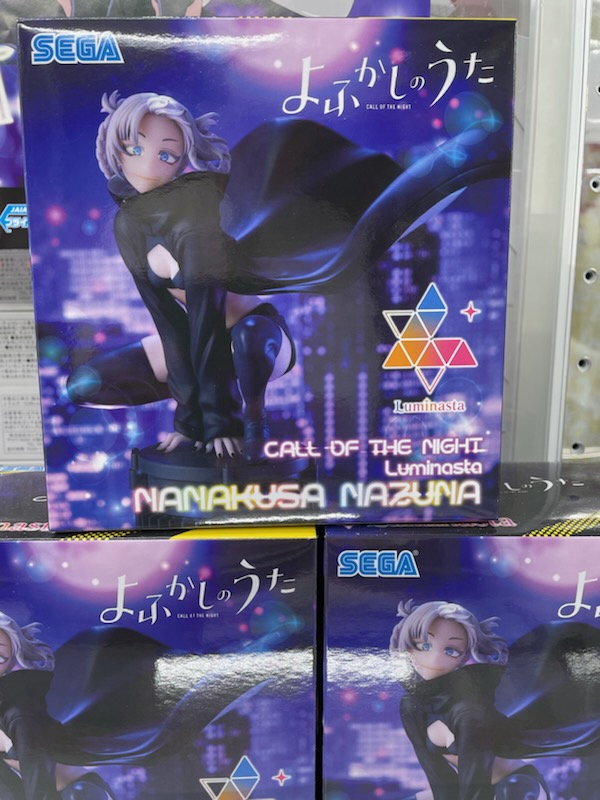 SEGA
よふかしのうた
CALL OF THE NIGHT
Luminasta
CALL OF THE NIGHT
Luminasta
NANAKUSA NAZUNA
よふかしのうた
CALL OF THE NIGHT
SEGA
よ